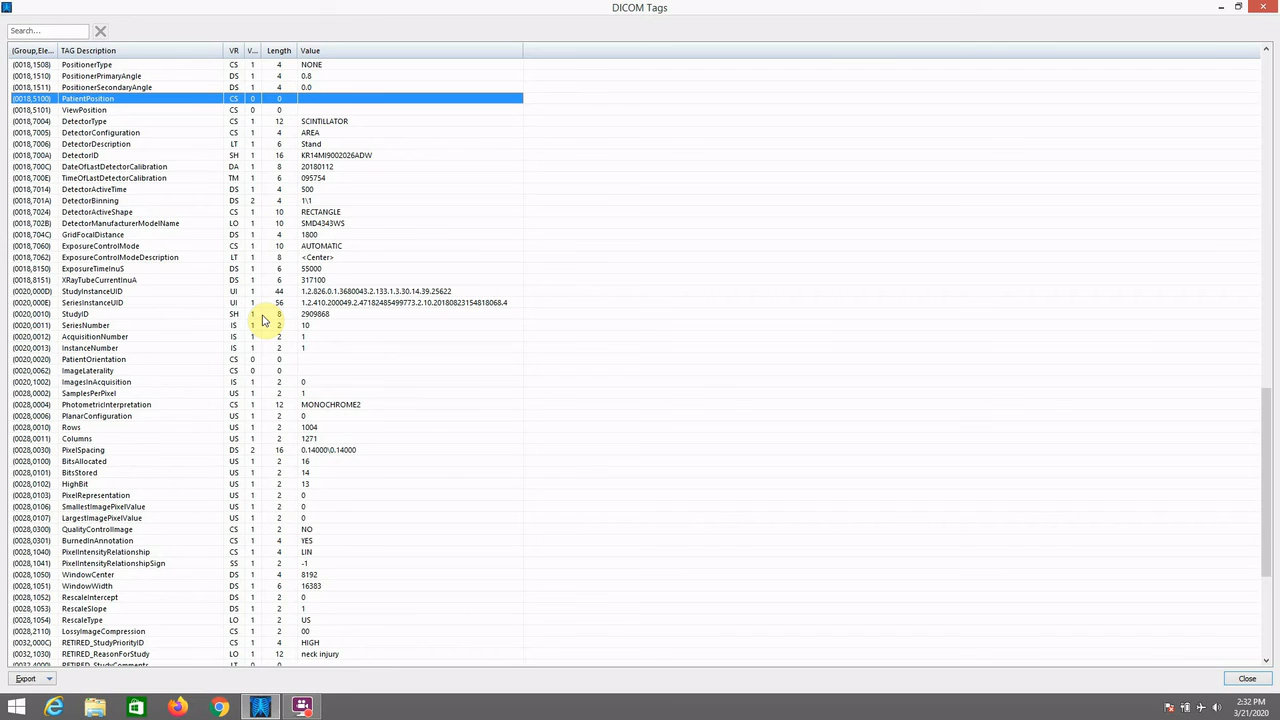 DICOM Tags
Search...
(Group,Ele... TAG Description VR V... Length Value
(0018,1508) PositionerType CS 1 4 NONE
(0018,1510) PositionerPrimaryAngle DS 1 4 0.8
(0018,1511) PositionerSecondaryAngle DS 1 4 0.0
(0018,5100) PatientPosition CS 0 0
(0018,5101) ViewPosition CS 0 0
(0018,7004) DetectorType CS 1 12 SCINTILLATOR
(0018,7005) DetectorConfiguration CS 1 4 AREA
(0018,7006) DetectorDescription LT 1 6 Stand
(0018,700A) DetectorID SH 1 16 KR14MI9002026ADW
(0018,700C) DateOfLastDetectorCalibration DA 1 8 20180112
(0018,700E) TimeOfLastDetectorCalibration TM 1 6 095754
(0018,7014) DetectorActiveTime DS 1 4 500
(0018,701A) DetectorBinning DS 2 4 1\1
(0018,7024) DetectorActiveShape CS 1 10 RECTANGLE
(0018,702B) DetectorManufacturerModelName LO 1 10 SMD4343WS
(0018,704C) GridFocalDistance DS 1 4 1800
(0018,7060) ExposureControlMode CS 1 10 AUTOMATIC
(0018,7062) ExposureControlModeDescription LT 1 8 <Center>
(0018,8150) ExposureTimeInuS DS 1 6 55000
(0018,8151) XRayTubeCurrentInuA DS 1 6 317100
(0020,000D) StudyInstanceUID UI 1 44 1.2.826.0.1.3680043.2.133.1.3.30.14.39.25622
(0020,000E) SeriesInstanceUID UI 1 56 1.2.410.200049.2.47182485499773.2.10.20180823154818068.4
(0020,0010) StudyID SH 1 8 2909868
(0020,0011) SeriesNumber IS 1 2 10
(0020,0012) AcquisitionNumber IS 1 2 1
(0020,0013) InstanceNumber IS 1 2 1
(0020,0020) PatientOrientation CS 0 0
(0020,0062) ImageLaterality CS 0 0
(0020,1002) ImagesInAcquisition IS 1 2 0
(0028,0002) SamplesPerPixel US 1 2 1
(0028,0004) PhotometricInterpretation CS 1 12 MONOCHROME2
(0028,0006) PlanarConfiguration US 1 2 0
(0028,0010) Rows US 1 2 1004
(0028,0011) Columns US 1 2 1271
(0028,0030) PixelSpacing DS 2 16 0.14000\0.14000
(0028,0100) BitsAllocated US 1 2 16
(0028,0101) BitsStored US 1 2 14
(0028,0102) HighBit US 1 2 13
(0028,0103) PixelRepresentation US 1 2 0
(0028,0106) SmallestImagePixelValue US 1 2 0
(0028,0107) LargestImagePixelValue US 1 2 0
(0028,0300) QualityControlImage CS 1 2 NO
(0028,0301) BurnedInAnnotation CS 1 4 YES
(0028,1040) PixelIntensityRelationship CS 1 4 LIN
(0028,1041) PixelIntensityRelationshipSign SS 1 2 -1
(0028,1050) WindowCenter DS 1 4 8192
(0028,1051) WindowWidth DS 1 6 16383
(0028,1052) RescaleIntercept DS 1 2 0
(0028,1053) RescaleSlope DS 1 2 1
(0028,1054) RescaleType LO 1 2 US
(0028,2110) LossyImageCompression CS 1 2 00
(0032,000C) RETIRED_StudyPriorityID CS 1 4 HIGH
(0032,1030) RETIRED_ReasonForStudy LO 1 12 neck injury
(0032,4000) RETIRED_StudyComments LT 0 0
Export Close
2:32 PM
3/21/2020